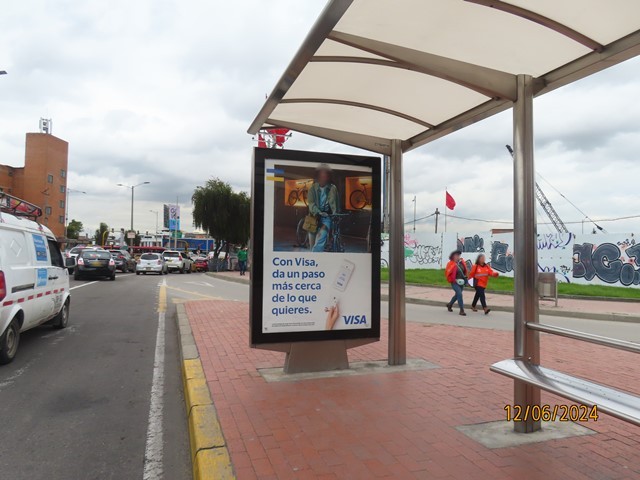 Con Visa,
da un paso
más cerca
de lo que
quieres.
VISA
12/06/2024